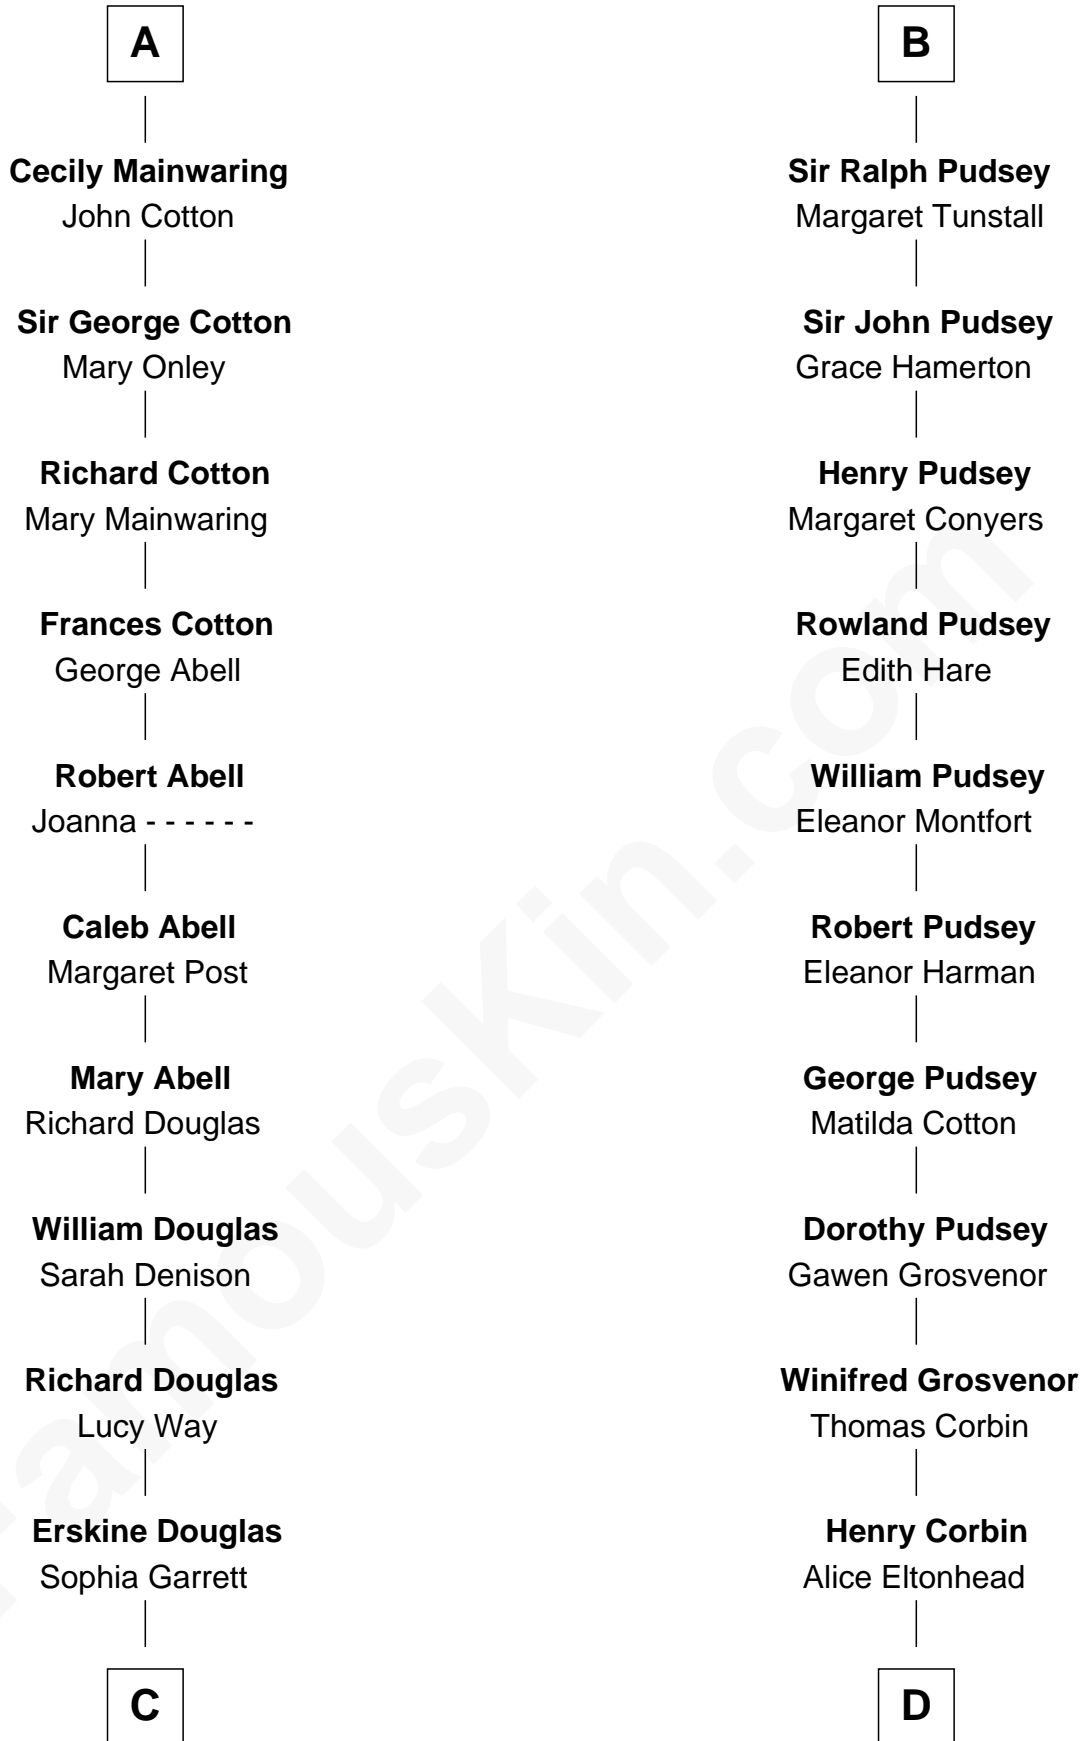 A
Cecily Mainwaring
John Cotton
Sir George Cotton
Mary Onley
Richard Cotton
Mary Mainwaring
Frances Cotton
George Abell
Robert Abell
Joanna - - - - - -
Caleb Abell
Margaret Post
Mary Abell
Richard Douglas
William Douglas
Sarah Denison
Richard Douglas
Lucy Way
Erskine Douglas
Sophia Garrett
C
B
Sir Ralph Pudsey
Margaret Tunstall
Sir John Pudsey
Grace Hamerton
Henry Pudsey
Margaret Conyers
Rowland Pudsey
Edith Hare
William Pudsey
Eleanor Montfort
Robert Pudsey
Eleanor Harman
George Pudsey
Matilda Cotton
Dorothy Pudsey
Gawen Grosvenor
Winifred Grosvenor
Thomas Corbin
Henry Corbin
Alice Eltonhead
D
FamousKin.com